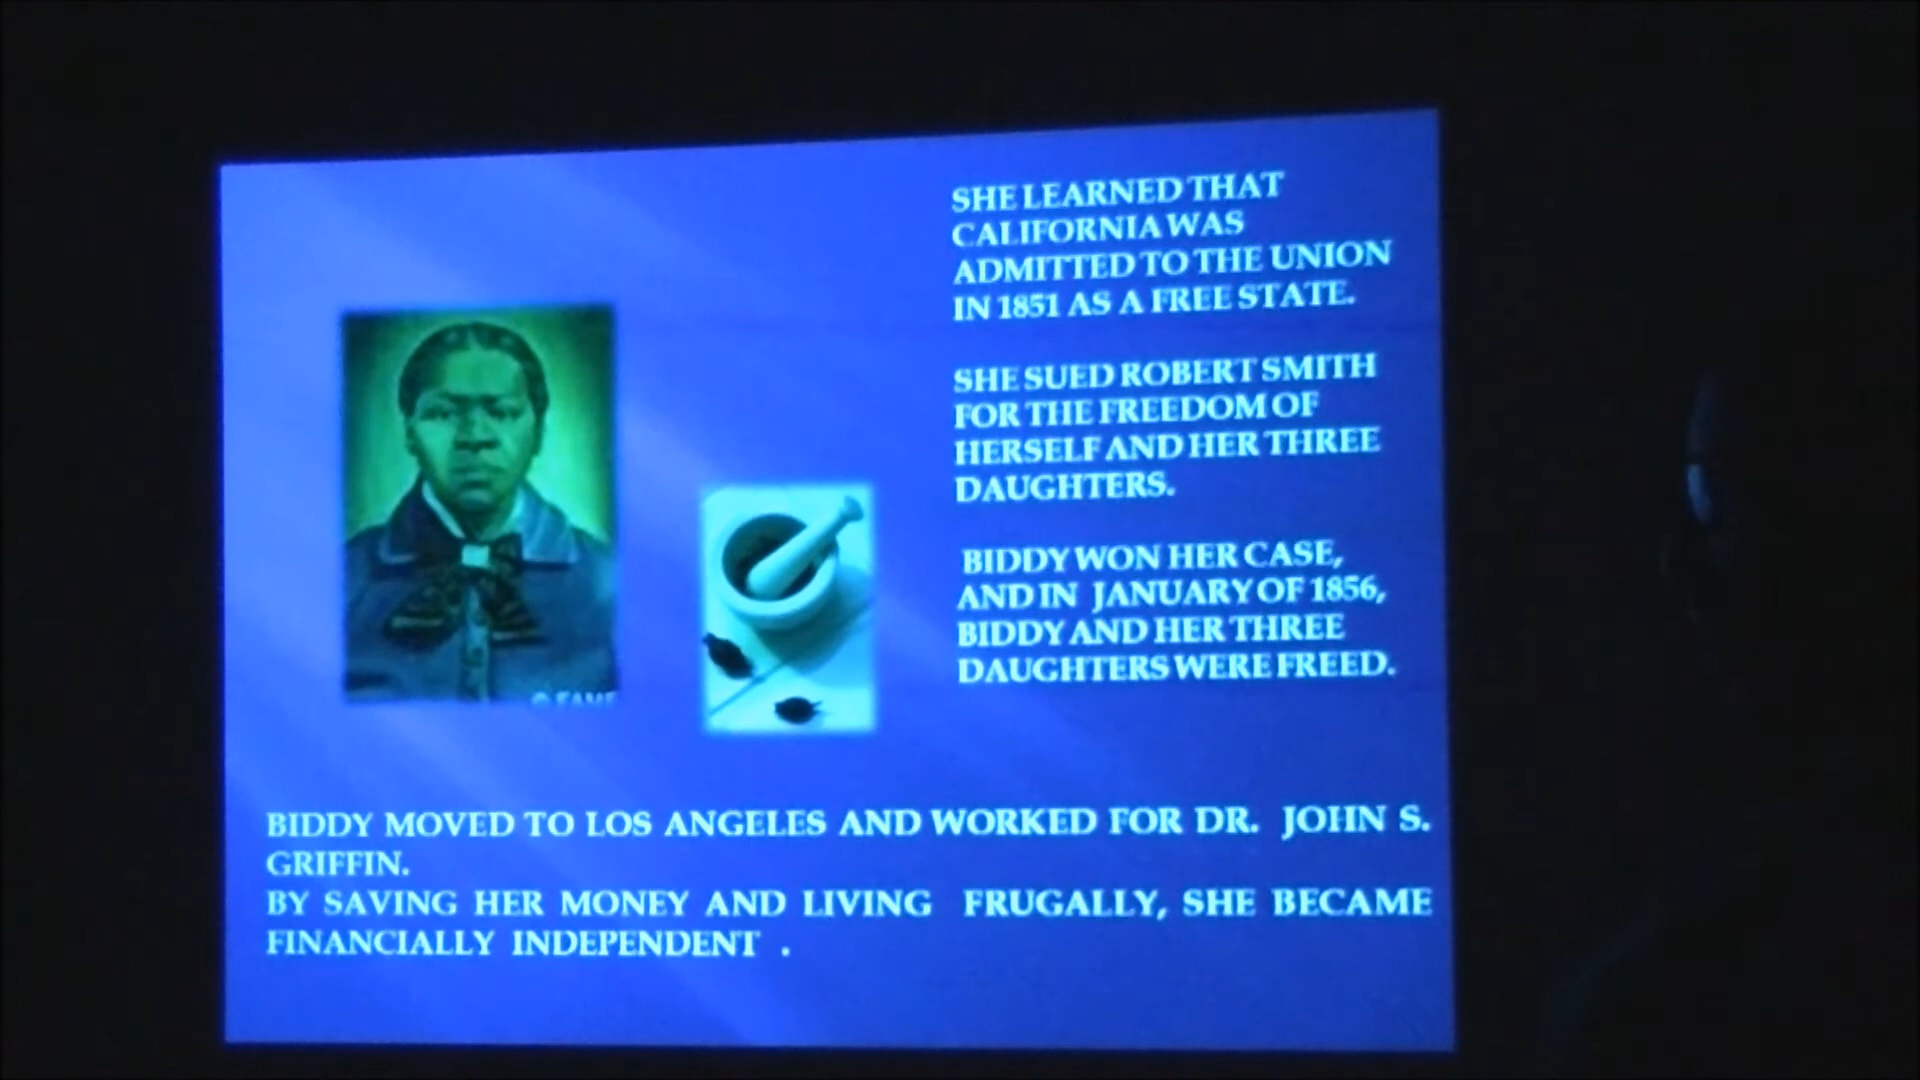 SHE LEARNED THAT
CALIFORNIA WAS
ADMITTED TO THE UNION
IN 1851 AS A FREE STATE.
SHE SUED ROBERT SMITH
FOR THE FREEDOM OF
HERSELF AND HER THREE
DAUGHTERS.
BIDDY WON HER CASE,
AND IN JANUARY OF 1856,
BIDDY AND HER THREE
DAUGHTERS WERE FREED.
© FAME
BIDDY MOVED TO LOS ANGELES AND WORKED FOR DR. JOHN S.
GRIFFIN.
BY SAVING HER MONEY AND LIVING FRUGALLY, SHE BECAME
FINANCIALLY INDEPENDENT .